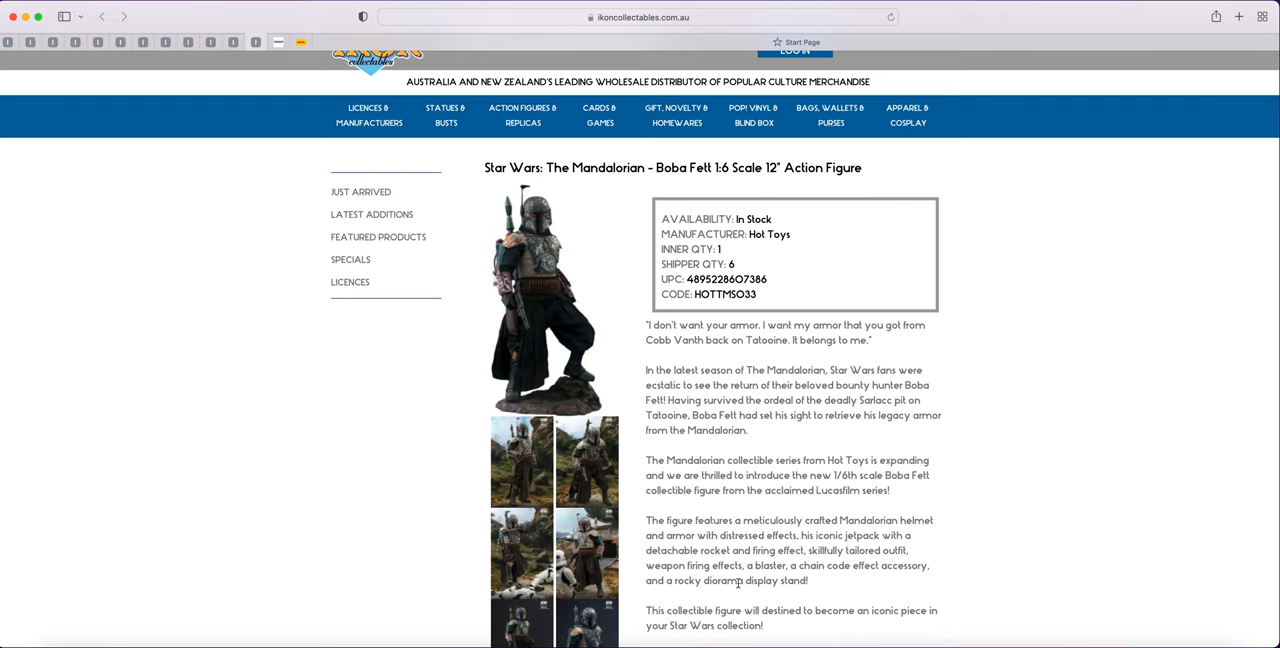 ikoncollectables.com.au
Start Page
collectables
LOG IN
AUSTRALIA AND NEW ZEALAND'S LEADING WHOLESALE DISTRIBUTOR OF POPULAR CULTURE MERCHANDISE
LICENCES & MANUFACTURERS
STATUES & BUSTS
ACTION FIGURES & REPLICAS
CARDS & GAMES
GIFT, NOVELTY & HOMEWARES
POP! VINYL & BLIND BOX
BAGS, WALLETS & PURSES
APPAREL & COSPLAY
JUST ARRIVED
LATEST ADDITIONS
FEATURED PRODUCTS
SPECIALS
LICENCES
Star Wars: The Mandalorian - Boba Fett 1:6 Scale 12" Action Figure
AVAILABILITY: In Stock
MANUFACTURER: Hot Toys
INNER QTY: 1
SHIPPER QTY: 6
UPC: 4895228607386
CODE: HOTTMS033
"I don't want your armor. I want my armor that you got from
Cobb Vanth back on Tatooine. It belongs to me."
In the latest season of The Mandalorian, Star Wars fans were
ecstatic to see the return of their beloved bounty hunter Boba
Fett! Having survived the ordeal of the deadly Sarlacc pit on
Tatooine, Boba Fett had set his sight to retrieve his legacy armor
from the Mandalorian.
The Mandalorian collectible series from Hot Toys is expanding
and we are thrilled to introduce the new 1/6th scale Boba Fett
collectible figure from the acclaimed Lucasfilm series!
The figure features a meticulously crafted Mandalorian helmet
and armor with distressed effects, his iconic jetpack with a
detachable rocket and firing effect, skillfully tailored outfit,
weapon firing effects, a blaster, a chain code effect accessory,
and a rocky diorama display stand!
This collectible figure will destined to become an iconic piece in
your Star Wars collection!